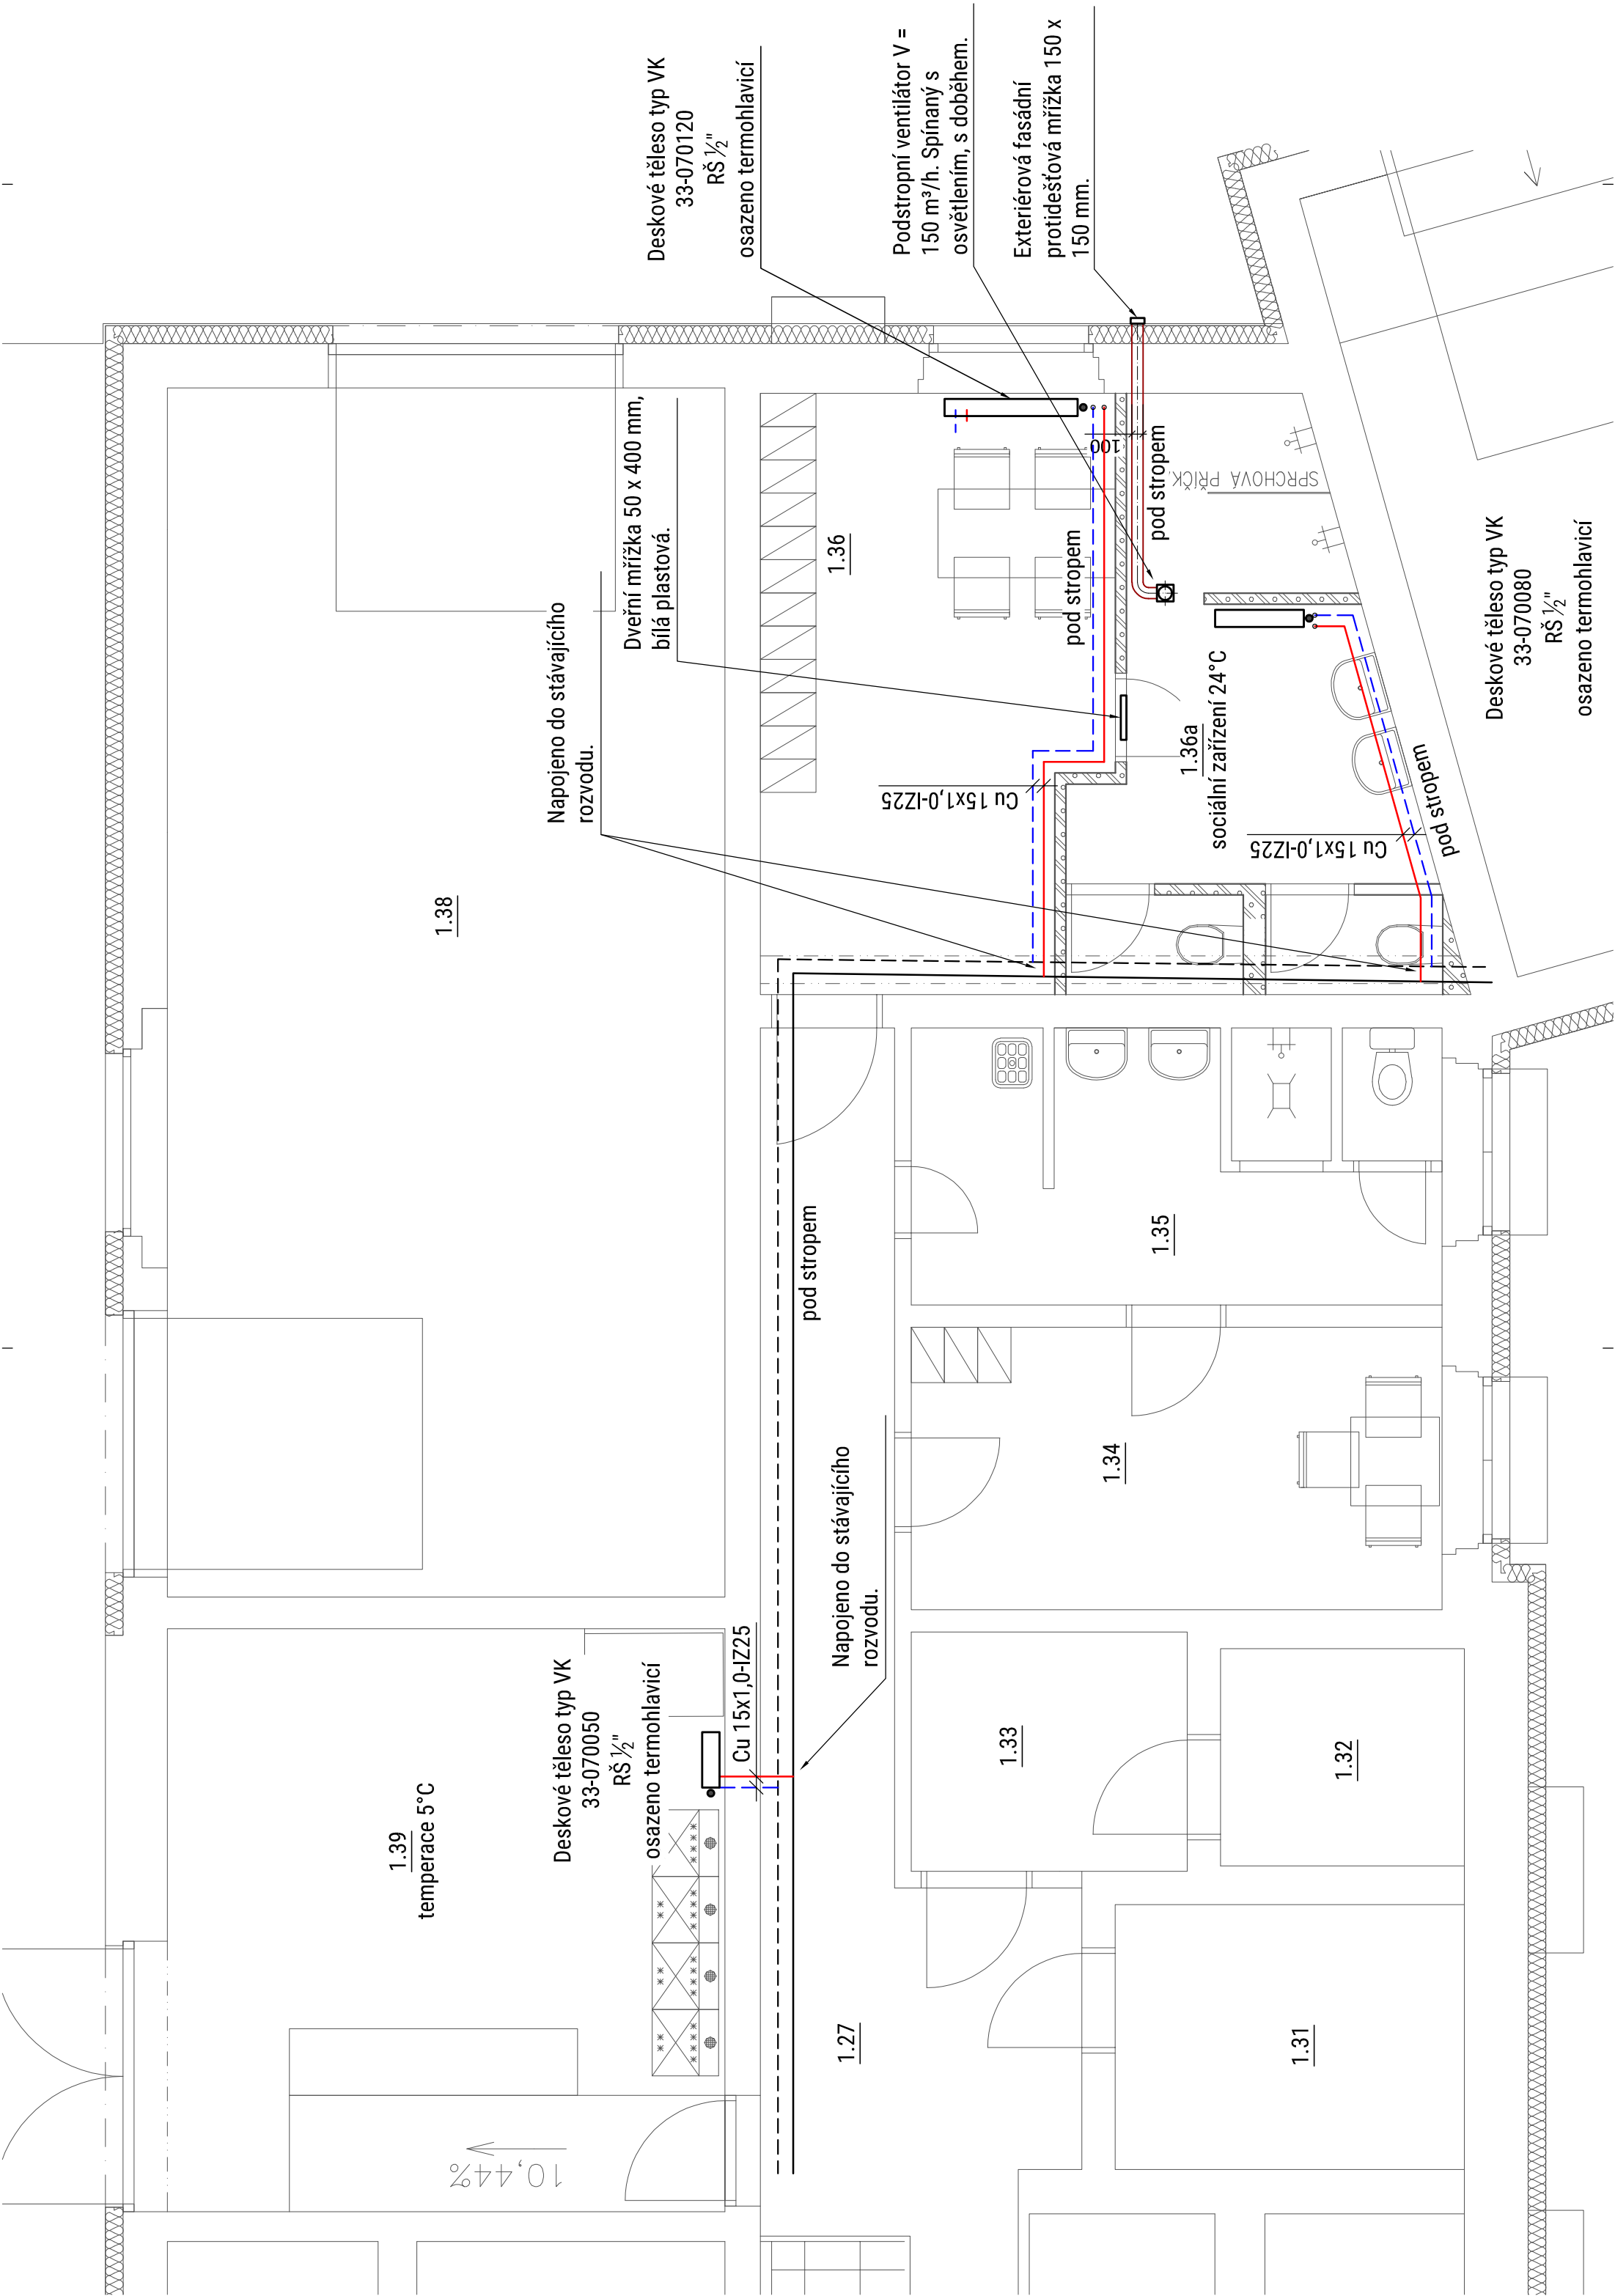 Deskové těleso typ VK
33-070120
RŠ ½"
osazeno termohlavicí
Podstropní ventilátor V =
150 m³/h. Spínaný s
osvětlením, s doběhem.
Exteriérová fasádní
protidešťová mřížka 150 x
150 mm.
Dveřní mřížka 50 x 400 mm,
bílá plastová.
Napojeno do stávajícího
rozvodu.
1.38
1.36
pod stropem
100
pod stropem
SPRCHOVÁ PŘÍČK
Cu 15x1,0-IZ25
1.36a
sociální zařízení 24°C
Cu 15x1,0-IZ25
pod stropem
Deskové těleso typ VK
33-070080
RŠ ½"
osazeno termohlavicí
pod stropem
1.35
1.34
Napojeno do stávajícího
rozvodu.
Cu 15x1,0-IZ25
Deskové těleso typ VK
33-070050
RŠ ½"
osazeno termohlavicí
1.39
temperace 5°C
1.33
1.32
1.27
1.31
10,44%